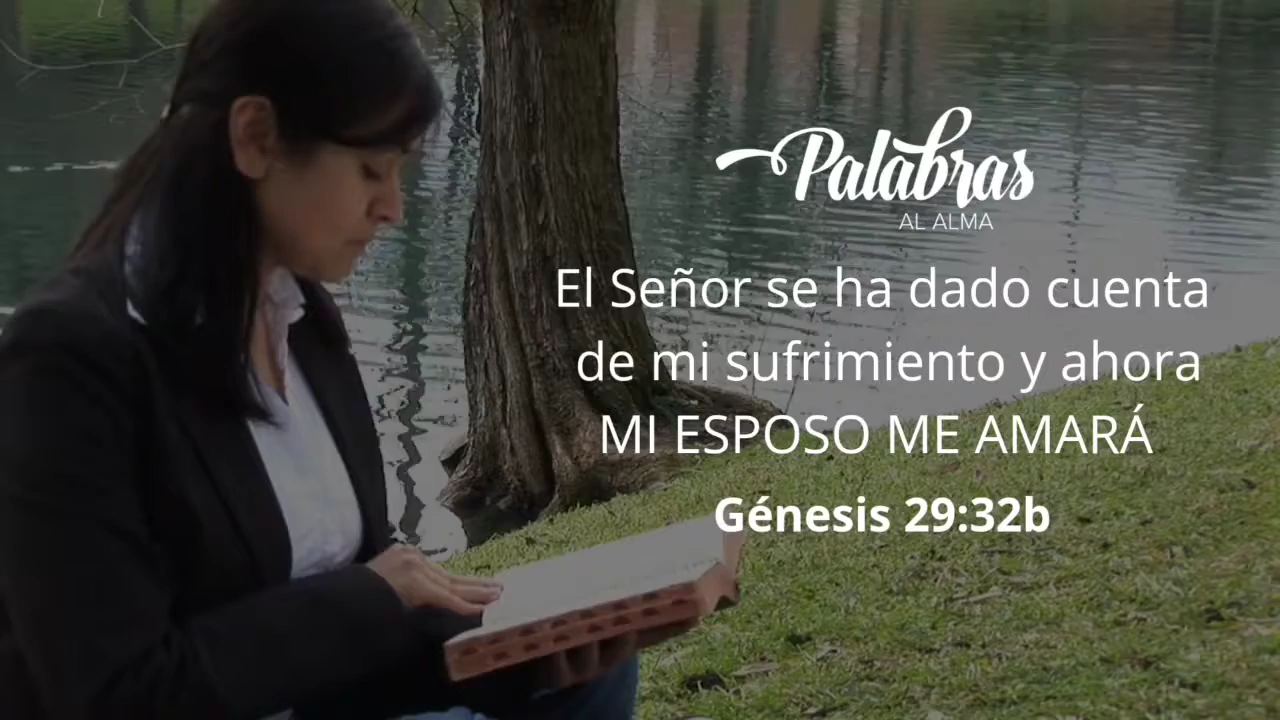 Palabras
AL ALMA
El Señor se ha dado cuenta
de mi sufrimiento y ahora
MI ESPOSO ME AMARÁ
Génesis 29:32b